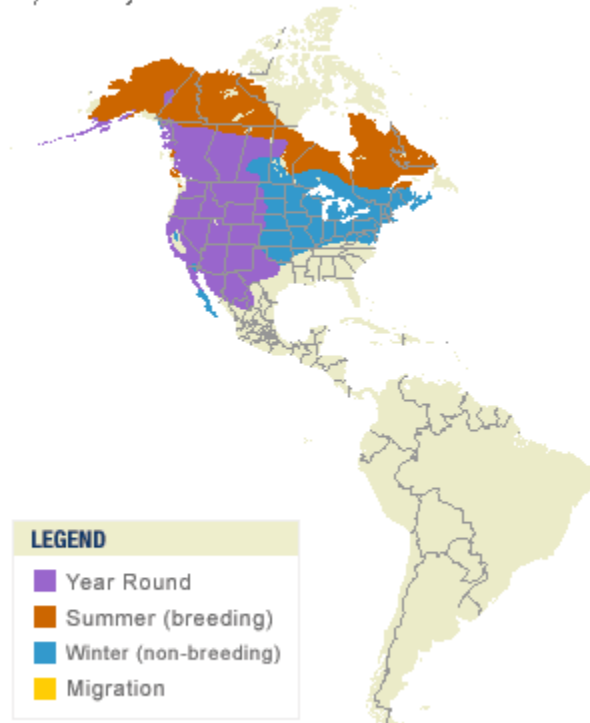 LEGEND
Year Round
Summer (breeding)
Winter (non-breeding)
Migration